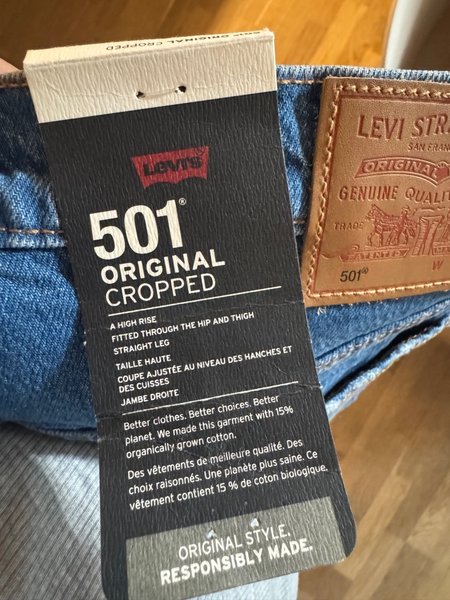 ORIGINAL CROPPED
Levi's
501®
ORIGINAL
CROPPED
A HIGH RISE
FITTED THROUGH THE HIP AND THIGH
STRAIGHT LEG
TAILLE HAUTE
COUPE AJUSTÉE AU NIVEAU DES HANCHES ET
DES CUISSES
JAMBE DROITE
Better clothes. Better choices. Better
planet. We made this garment with 15%
organically grown cotton.
Des vêtements de meilleure qualité. Des
choix raisonnés. Une planète plus saine. Ce
vêtement contient 15 % de coton biologique.
ORIGINAL STYLE.
RESPONSIBLY MADE.
LEVI STRA
SAN FRAN
ORIGINAL
GENUINE QUALIT
TRADE
PATENTED
501®
W